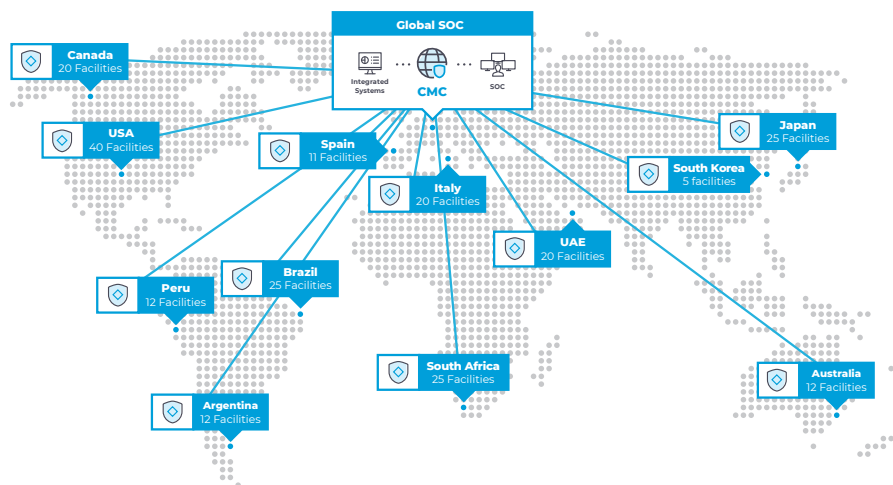 Global SOC
Integrated
Systems
CMC
SOC
Canada
20 Facilities
USA
40 Facilities
Spain
11 Facilities
Italy
20 Facilities
Japan
25 Facilities
South Korea
5 facilities
UAE
20 Facilities
Peru
12 Facilities
Brazil
25 Facilities
South Africa
25 Facilities
Australia
12 Facilities
Argentina
12 Facilities